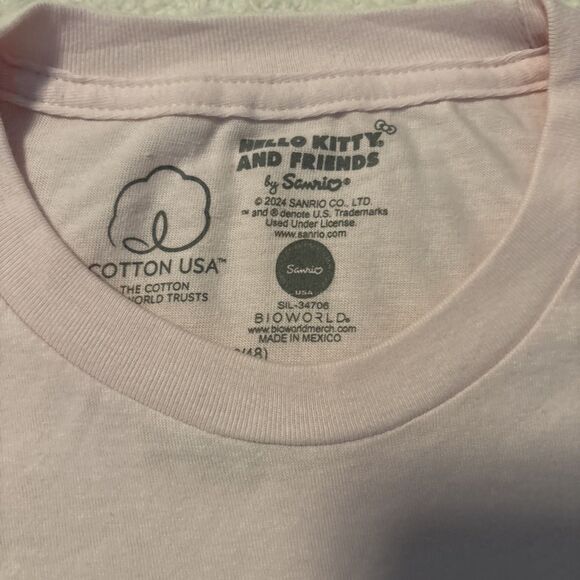 HELLO KITTY®
AND FRIENDS
by Sanrio®
© 2024 SANRIO CO., LTD.
™ and ® denote U.S. Trademarks
Used Under License.
www.sanrio.com
Sanrio
USA
SIL-34706
BIOWORLD®
www.bioworldmerch.com
MADE IN MEXICO
COTTON USA™
THE COTTON
WORLD TRUSTS